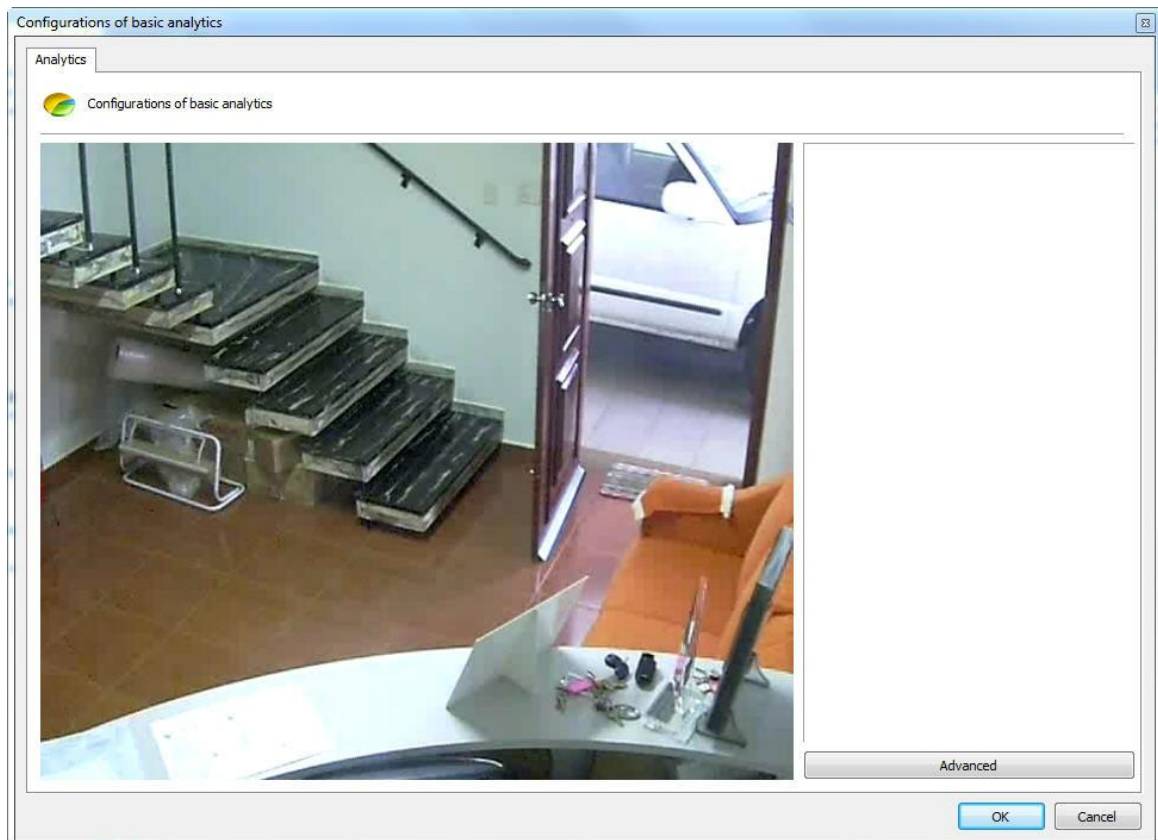 Configurations of basic analytics
Analytics
Configurations of basic analytics
Advanced
OK
Cancel